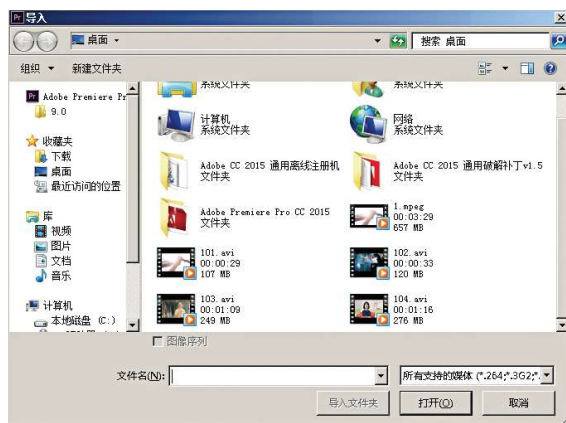 导入
桌面
搜索 桌面
组织 新建文件夹
Adobe Premiere Pr
9.0
收藏夹
下载
桌面
最近访问的位置
库
视频
图片
文档
音乐
计算机
本地磁盘 (C:)
系统文件夹
系统文件夹
计算机
系统文件夹
网络
系统文件夹
Adobe CC 2015 通用离线注册机
文件夹
Adobe CC 2015 通用破解补丁v1.5
文件夹
Adobe Premiere Pro CC 2015
文件夹
1.mpeg
00:03:29
657 MB
101.avi
00:00:29
107 MB
102.avi
00:00:33
120 MB
103.avi
00:01:09
249 MB
104.avi
00:01:16
276 MB
图像序列
文件名(N):
所有支持的媒体 (*.264;*.3G2;*.
导入文件夹 打开(O) 取消